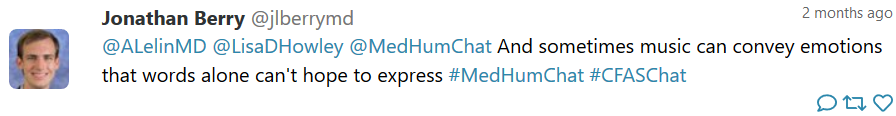 Jonathan Berry @jlberrymd 2 months ago
@ALelinMD @LisaDHowley @MedHumChat And sometimes music can convey emotions
that words alone can't hope to express #MedHumChat #CFASChat